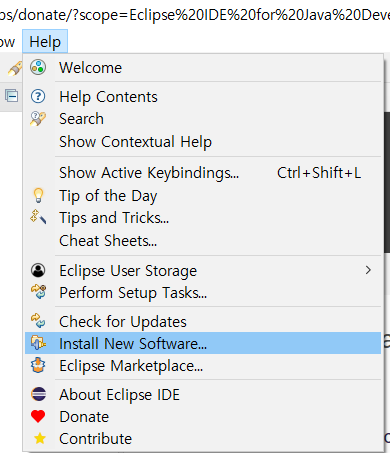 ps/donate/?scope=Eclipse%20IDE%20for%20Java%20Deve
ow Help
Welcome
Help Contents
Search
Show Contextual Help
Show Active Keybindings... Ctrl+Shift+L
Tip of the Day
Tips and Tricks...
Cheat Sheets...
Eclipse User Storage
Perform Setup Tasks...
Check for Updates
Install New Software...
Eclipse Marketplace...
About Eclipse IDE
Donate
Contribute